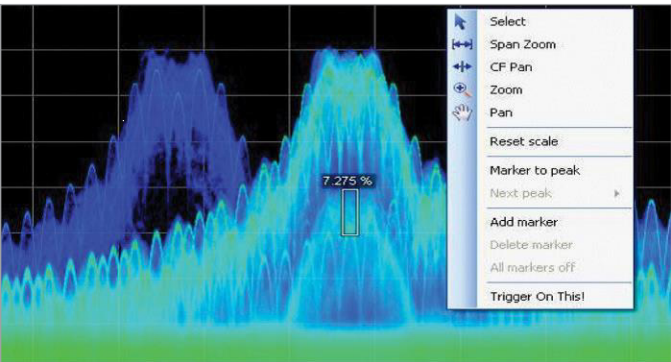 Select
Span Zoom
CF Pan
Zoom
Pan
Reset scale
Marker to peak
Next peak
Add marker
Delete marker
All markers off
Trigger On This!
7.275 %